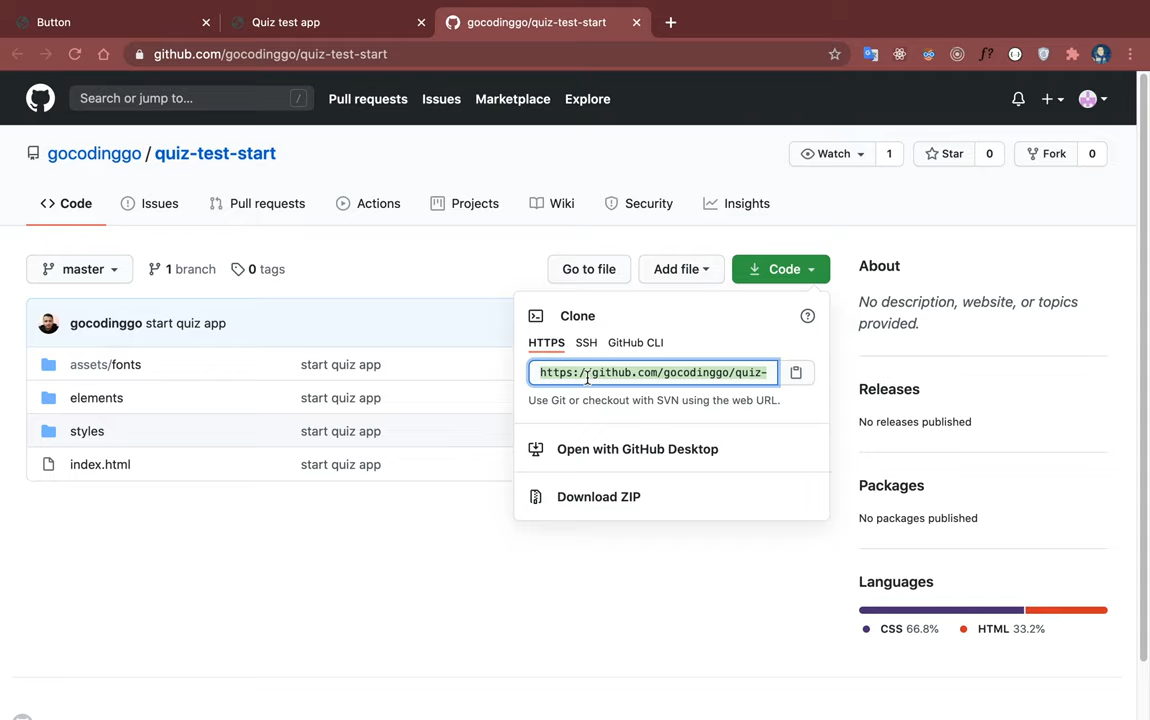 Button
Quiz test app
gocodinggo/quiz-test-start
github.com/gocodinggo/quiz-test-start
Search or jump to...
/
Pull requests
Issues
Marketplace
Explore
gocodinggo / quiz-test-start
Watch 1
Star 0
Fork 0
Code
Issues
Pull requests
Actions
Projects
Wiki
Security
Insights
master
1 branch
0 tags
Go to file
Add file
Code
gocodinggo start quiz app
assets/fonts start quiz app
elements start quiz app
styles start quiz app
index.html start quiz app
Clone
HTTPS SSH GitHub CLI
https://github.com/gocodinggo/quiz-
Use Git or checkout with SVN using the web URL.
Open with GitHub Desktop
Download ZIP
About
No description, website, or topics
provided.
Releases
No releases published
Packages
No packages published
Languages
CSS 66.8% HTML 33.2%